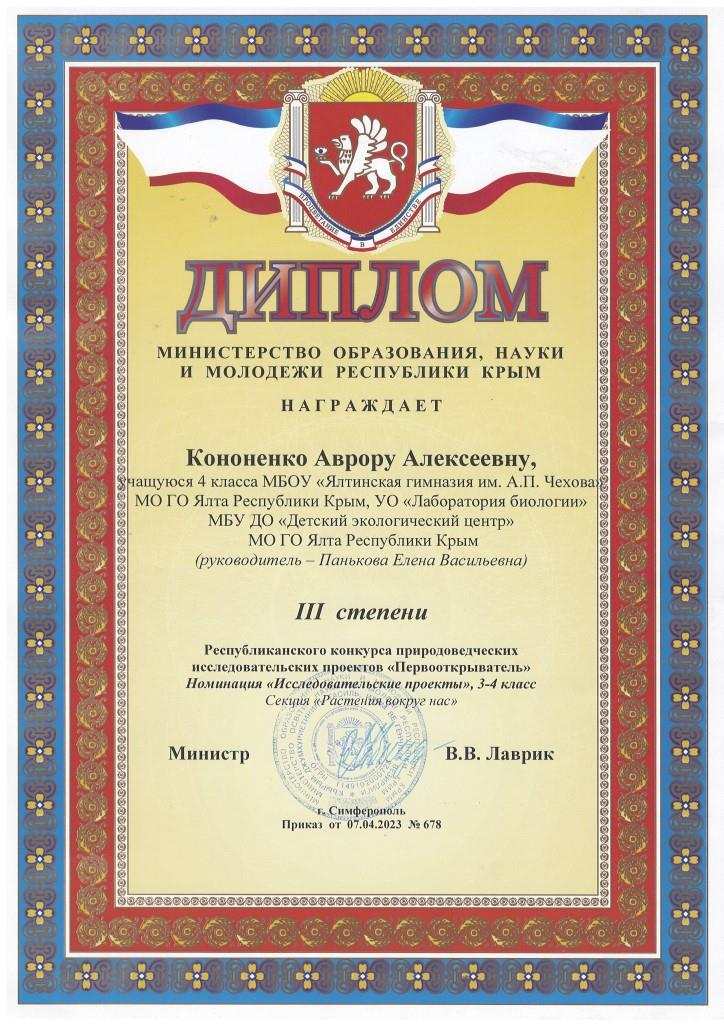 ПРОЦВЕТАНИЕ В ЕДИНСТВЕ
ДИПЛОМ
МИНИСТЕРСТВО ОБРАЗОВАНИЯ, НАУКИ
И МОЛОДЕЖИ РЕСПУБЛИКИ КРЫМ
НАГРАЖДАЕТ
Кононенко Аврору Алексеевну,
учащуюся 4 класса МБОУ «Ялтинская гимназия им. А.П. Чехова»
МО ГО Ялта Республики Крым, УО «Лаборатория биологии»
МБУ ДО «Детский экологический центр»
МО ГО Ялта Республики Крым
(руководитель – Панькова Елена Васильевна)
III степени
Республиканского конкурса природоведческих
исследовательских проектов «Первооткрыватель»
Номинация «Исследовательские проекты», 3-4 класс
Секция «Растения вокруг нас»
Министр В.В. Лаврик
г. Симферополь
Приказ от 07.04.2023 № 678